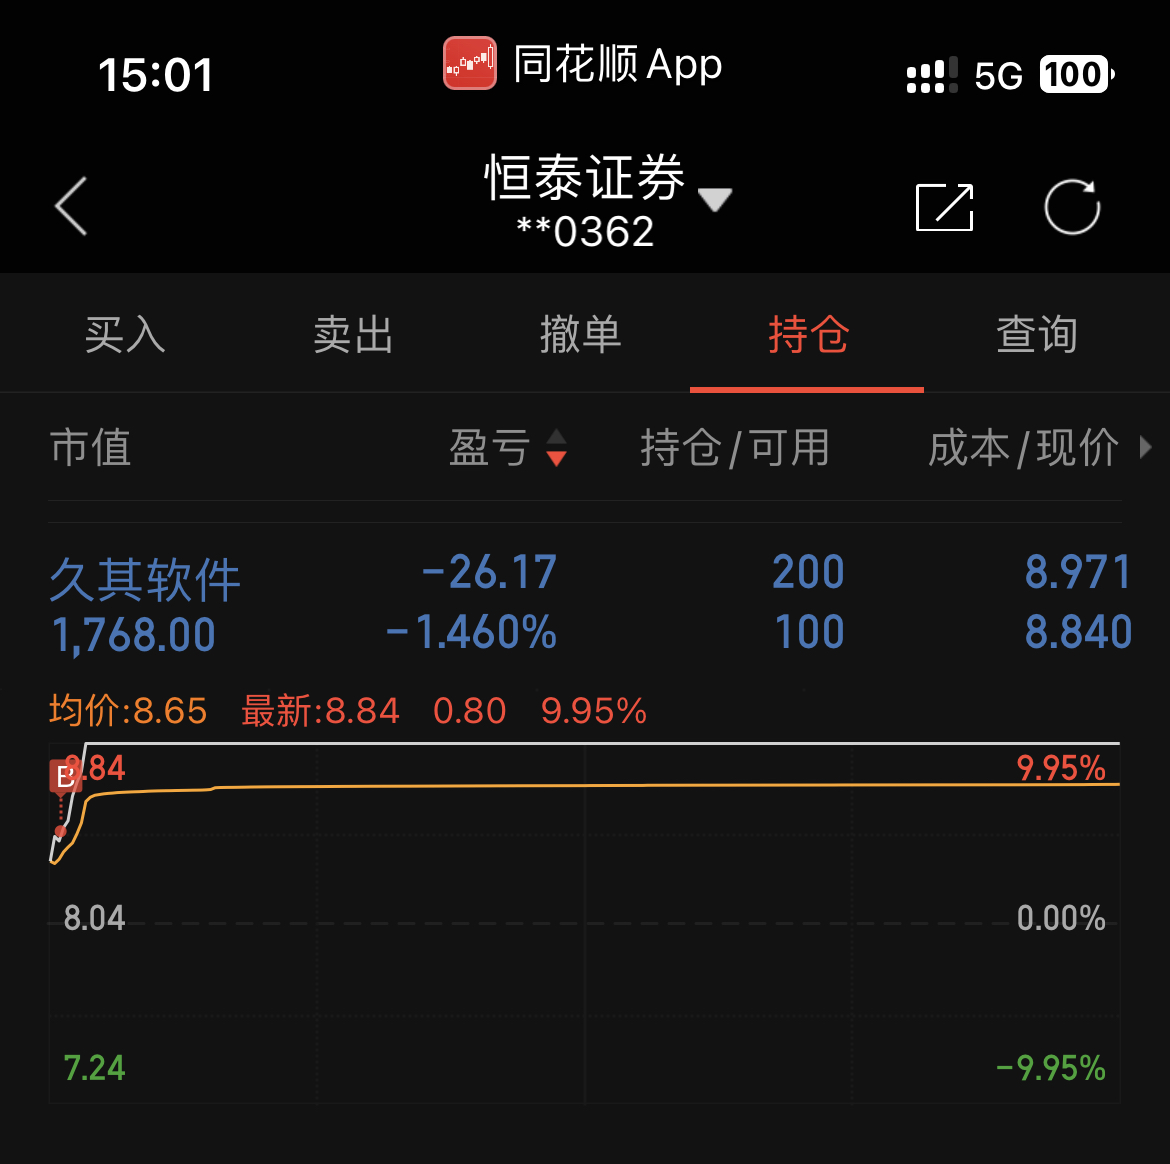 15:01 同花顺App 5G 100
恒泰证券
**0362
买入 卖出 撤单 持仓 查询
市值 盈亏 持仓/可用 成本/现价
久其软件 -26.17 200 8.971
1,768.00 -1.460% 100 8.840
均价:8.65 最新:8.84 0.80 9.95%
B 8.84 9.95%
8.04 0.00%
7.24 -9.95%